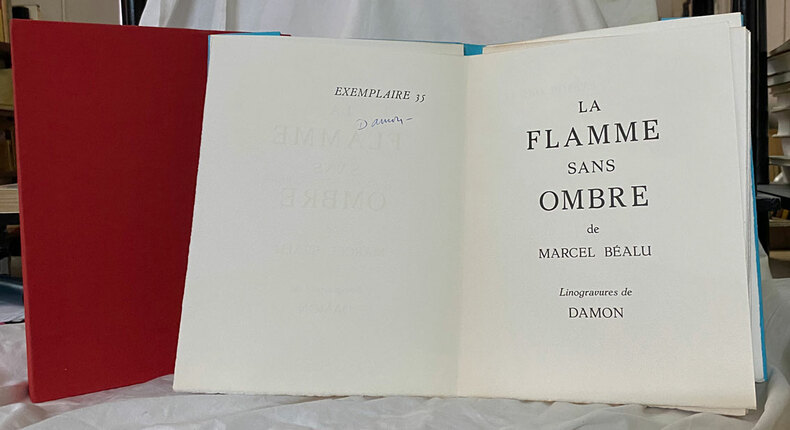 EXEMPLAIRE 35
Damon
LA
FLAMME
SANS
OMBRE
de
MARCEL BÉALU
Linogravures de
DAMON